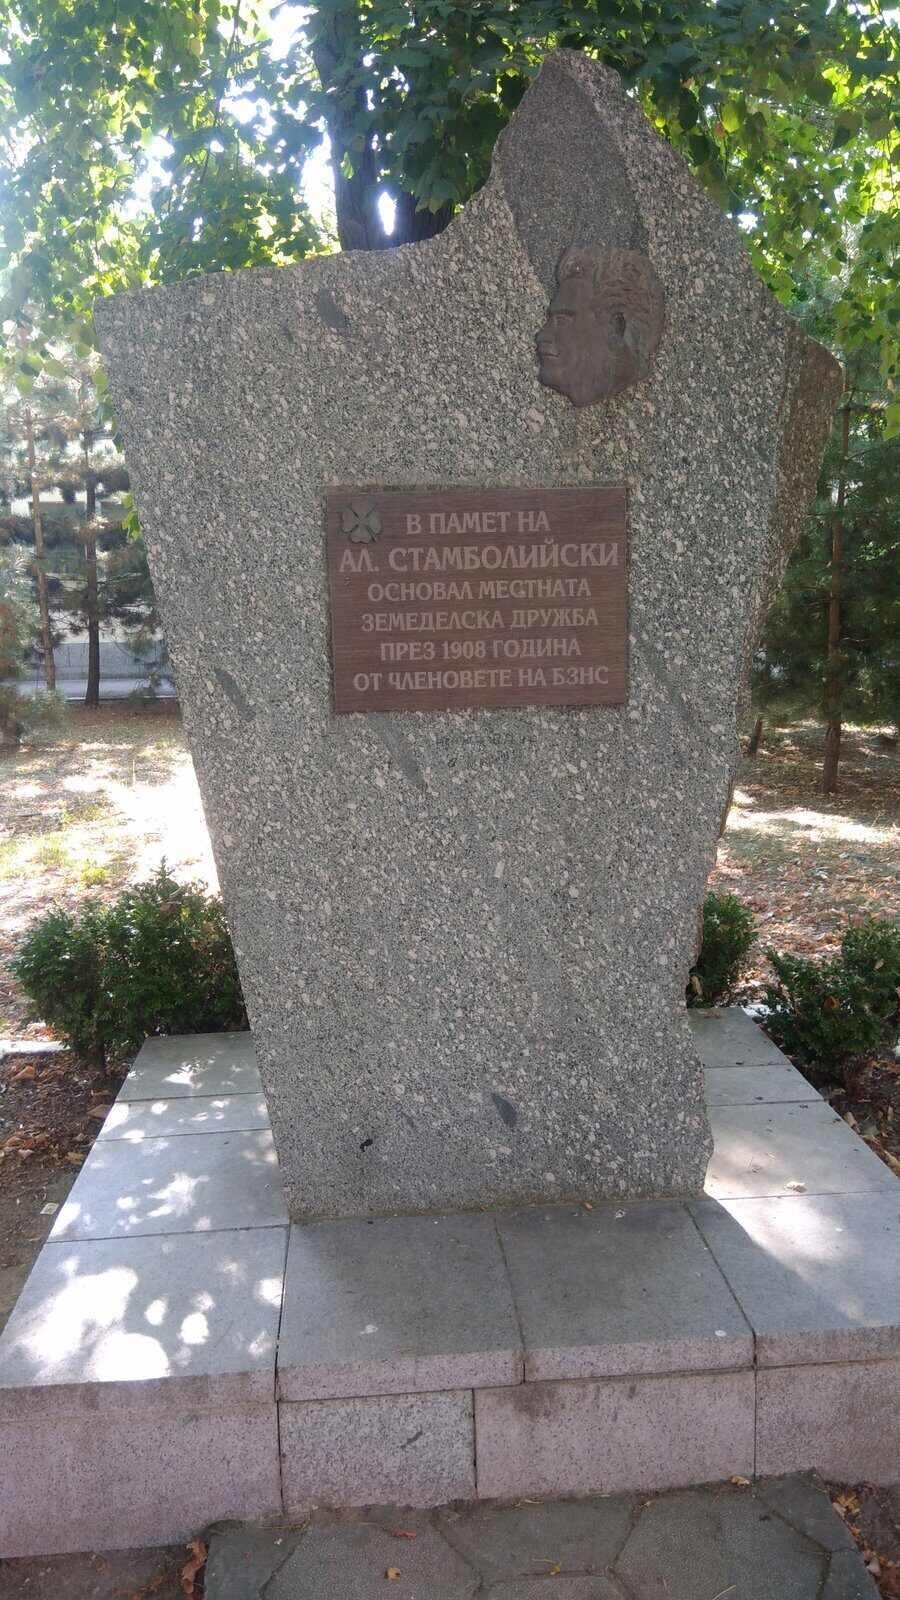 В ПАМЕТ НА
АЛ. СТАМБОЛИЙСКИ
ОСНОВАЛ МЕСТНАТА
ЗЕМЕДЕЛСКА ДРУЖБА
ПРЕЗ 1908 ГОДИНА
ОТ ЧЛЕНОВЕТЕ НА БЗНС